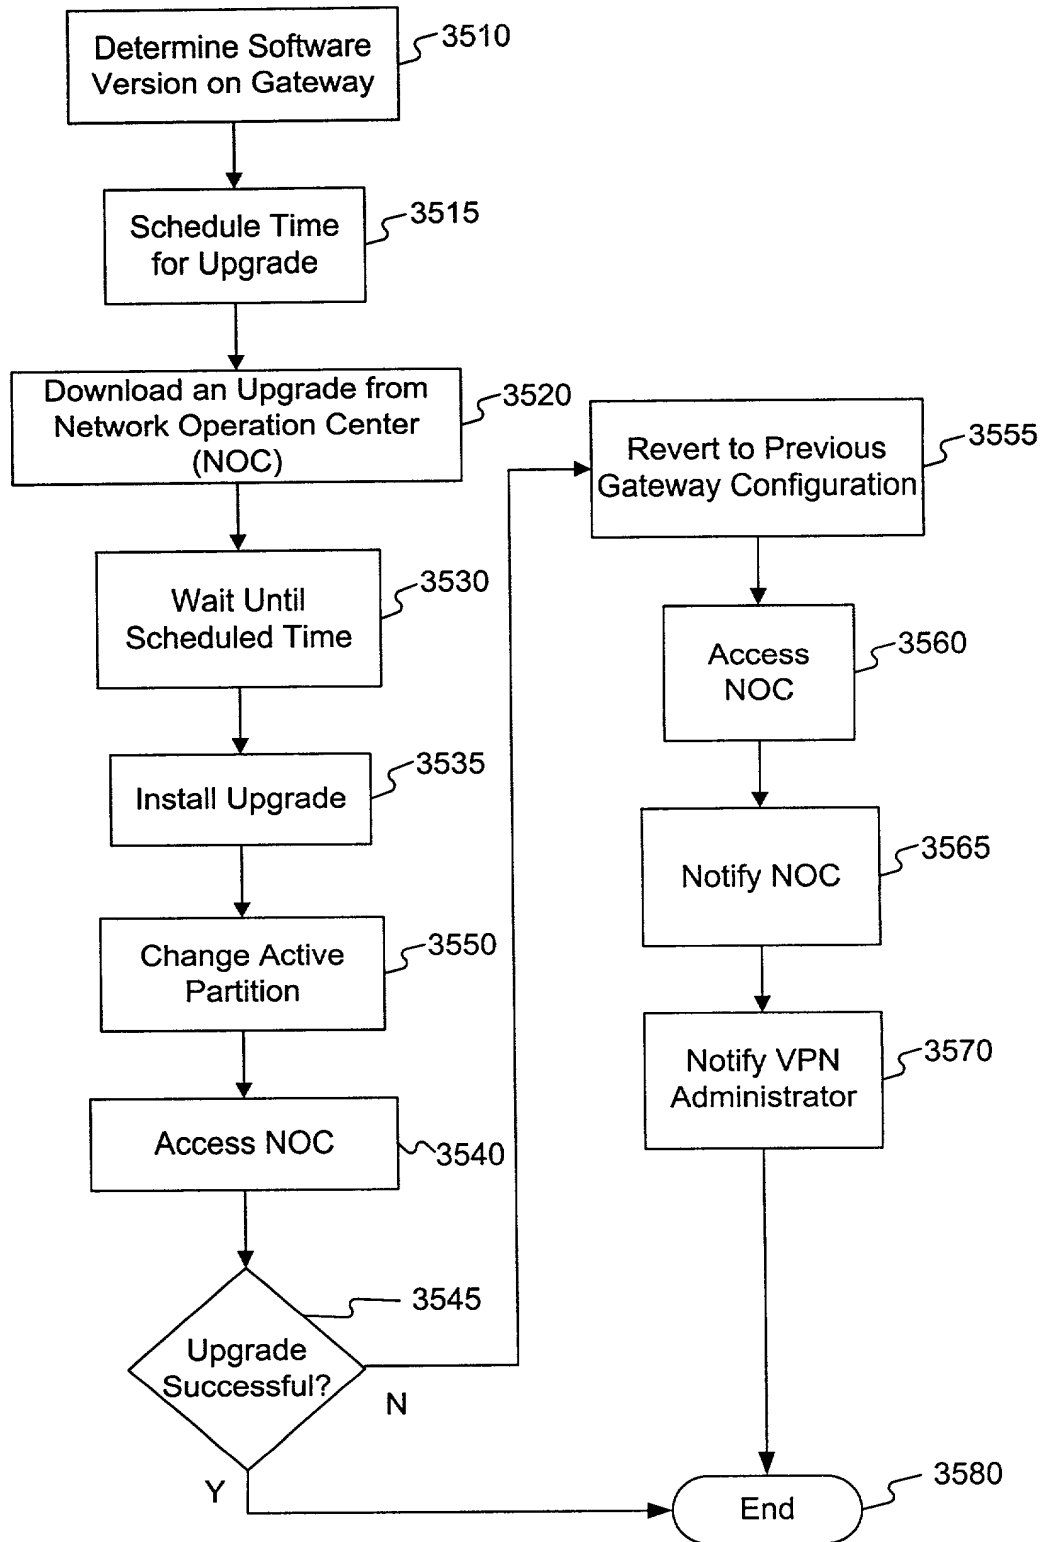 Determine Software
Version on Gateway
3510
Schedule Time
for Upgrade
3515
Download an Upgrade from
Network Operation Center
(NOC)
3520
Wait Until
Scheduled Time
3530
Install Upgrade
3535
Change Active
Partition
3550
Access NOC
3540
Upgrade
Successful?
3545
N
Y
Revert to Previous
Gateway Configuration
3555
Access
NOC
3560
Notify NOC
3565
Notify VPN
Administrator
3570
End
3580